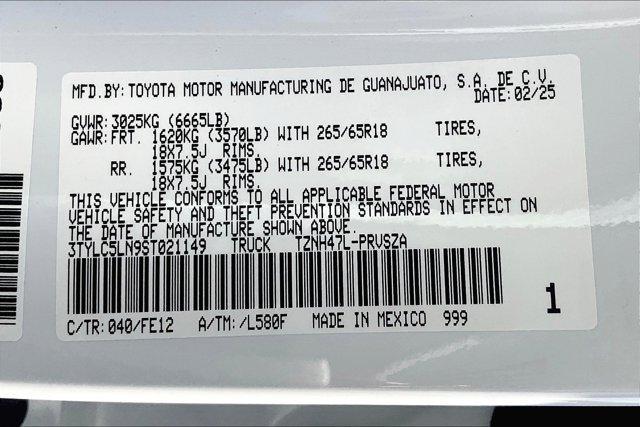 MFD.BY:TOYOTA MOTOR MANUFACTURING DE GUANAJUATO, S.A. DE C.V.
DATE:02/25
GVWR:3025KG (6665LB)
GAWR:FRT. 1620KG (3570LB) WITH 265/65R18 TIRES,
18X7.5J RIMS.
RR. 1575KG (3475LB) WITH 265/65R18 TIRES,
18X7.5J RIMS.
THIS VEHICLE CONFORMS TO ALL APPLICABLE FEDERAL MOTOR
VEHICLE SAFETY AND THEFT PREVENTION STANDARDS IN EFFECT ON
THE DATE OF MANUFACTURE SHOWN ABOVE.
3TYLC5LN9ST021149 TRUCK TZNH47L-PRVSZA
1
C/TR:040/FE12 A/TM:/L580F MADE IN MEXICO 999